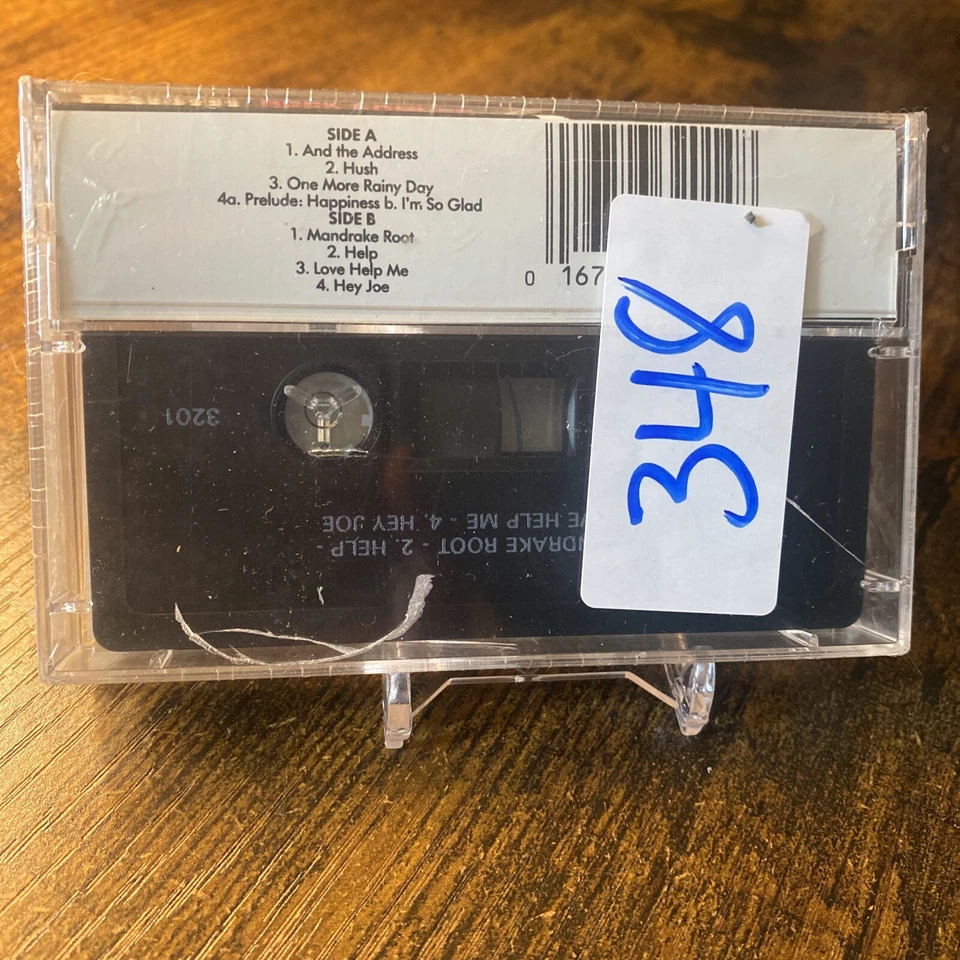 SIDE A
1. And the Address
2. Hush
3. One More Rainy Day
4a. Prelude: Happiness b. I'm So Glad
SIDE B
1. Mandrake Root
2. Help
3. Love Help Me
4. Hey Joe
0 167
348
3201
NDRAKE ROOT - 2. HELP -
VE HELP ME - 4. HEY JOE